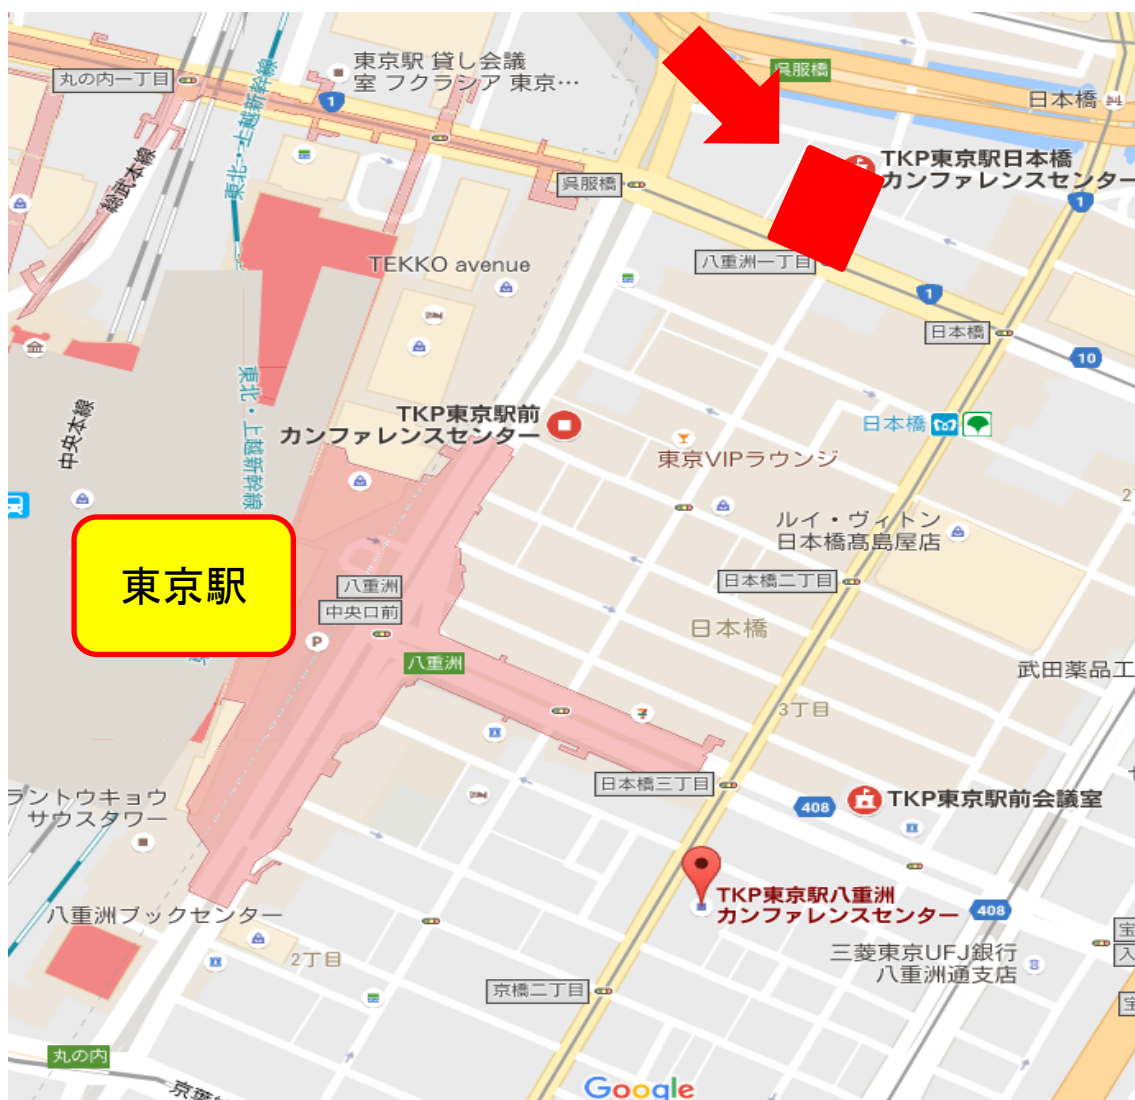 丸の内一丁目
東京駅 貸し会議
室 フクラシア 東京…
呉服橋
日本橋
1
東北・上越新幹線
総武本線
TKP東京駅日本橋
カンファレンスセンター
呉服橋
1
八重洲一丁目
TEKKO avenue
1
日本橋
10
東北・上越新幹線
中央本線
TKP東京駅前
カンファレンスセンター
日本橋
東京VIPラウンジ
ルイ・ヴィトン
日本橋髙島屋店
東京駅
八重洲
中央口前
日本橋二丁目
P
日本橋
八重洲
武田薬品工
3丁目
日本橋三丁目
408
TKP東京駅前会議室
ラントウキョウ
サウスタワー
TKP東京駅八重洲
カンファレンスセンター
408
八重洲ブックセンター
三菱東京UFJ銀行
八重洲通支店
2丁目
京橋二丁目
丸の内
Google